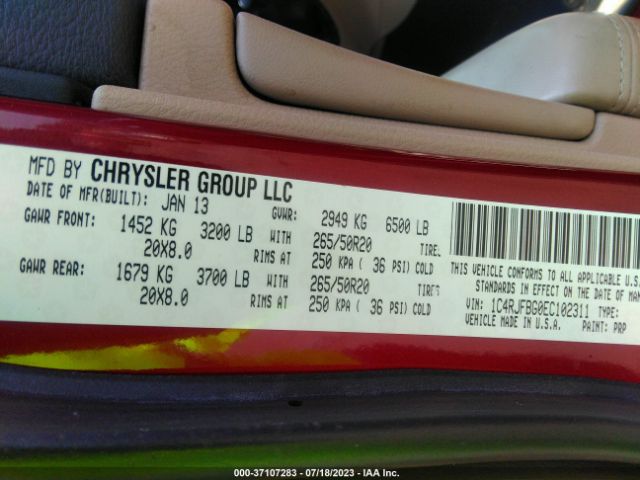 MFD BY CHRYSLER GROUP LLC
DATE OF MFR(BUILT): JAN 13 GVWR: 2949 KG 6500 LB
GAWR FRONT: 1452 KG 3200 LB WITH 265/50R20 TIRES
20X8.0 RIMS AT 250 KPA ( 36 PSI) COLD
GAWR REAR: 1679 KG 3700 LB WITH 265/50R20 TIRES
20X8.0 RIMS AT 250 KPA ( 36 PSI) COLD
THIS VEHICLE CONFORMS TO ALL APPLICABLE U.S.
STANDARDS IN EFFECT ON THE DATE OF MAN
VIN: 1C4RJFBG0EC102311 TYPE:
VEHICLE MADE IN U.S.A. PAINT: PRP
000-37107283 - 07/18/2023 - IAA Inc.